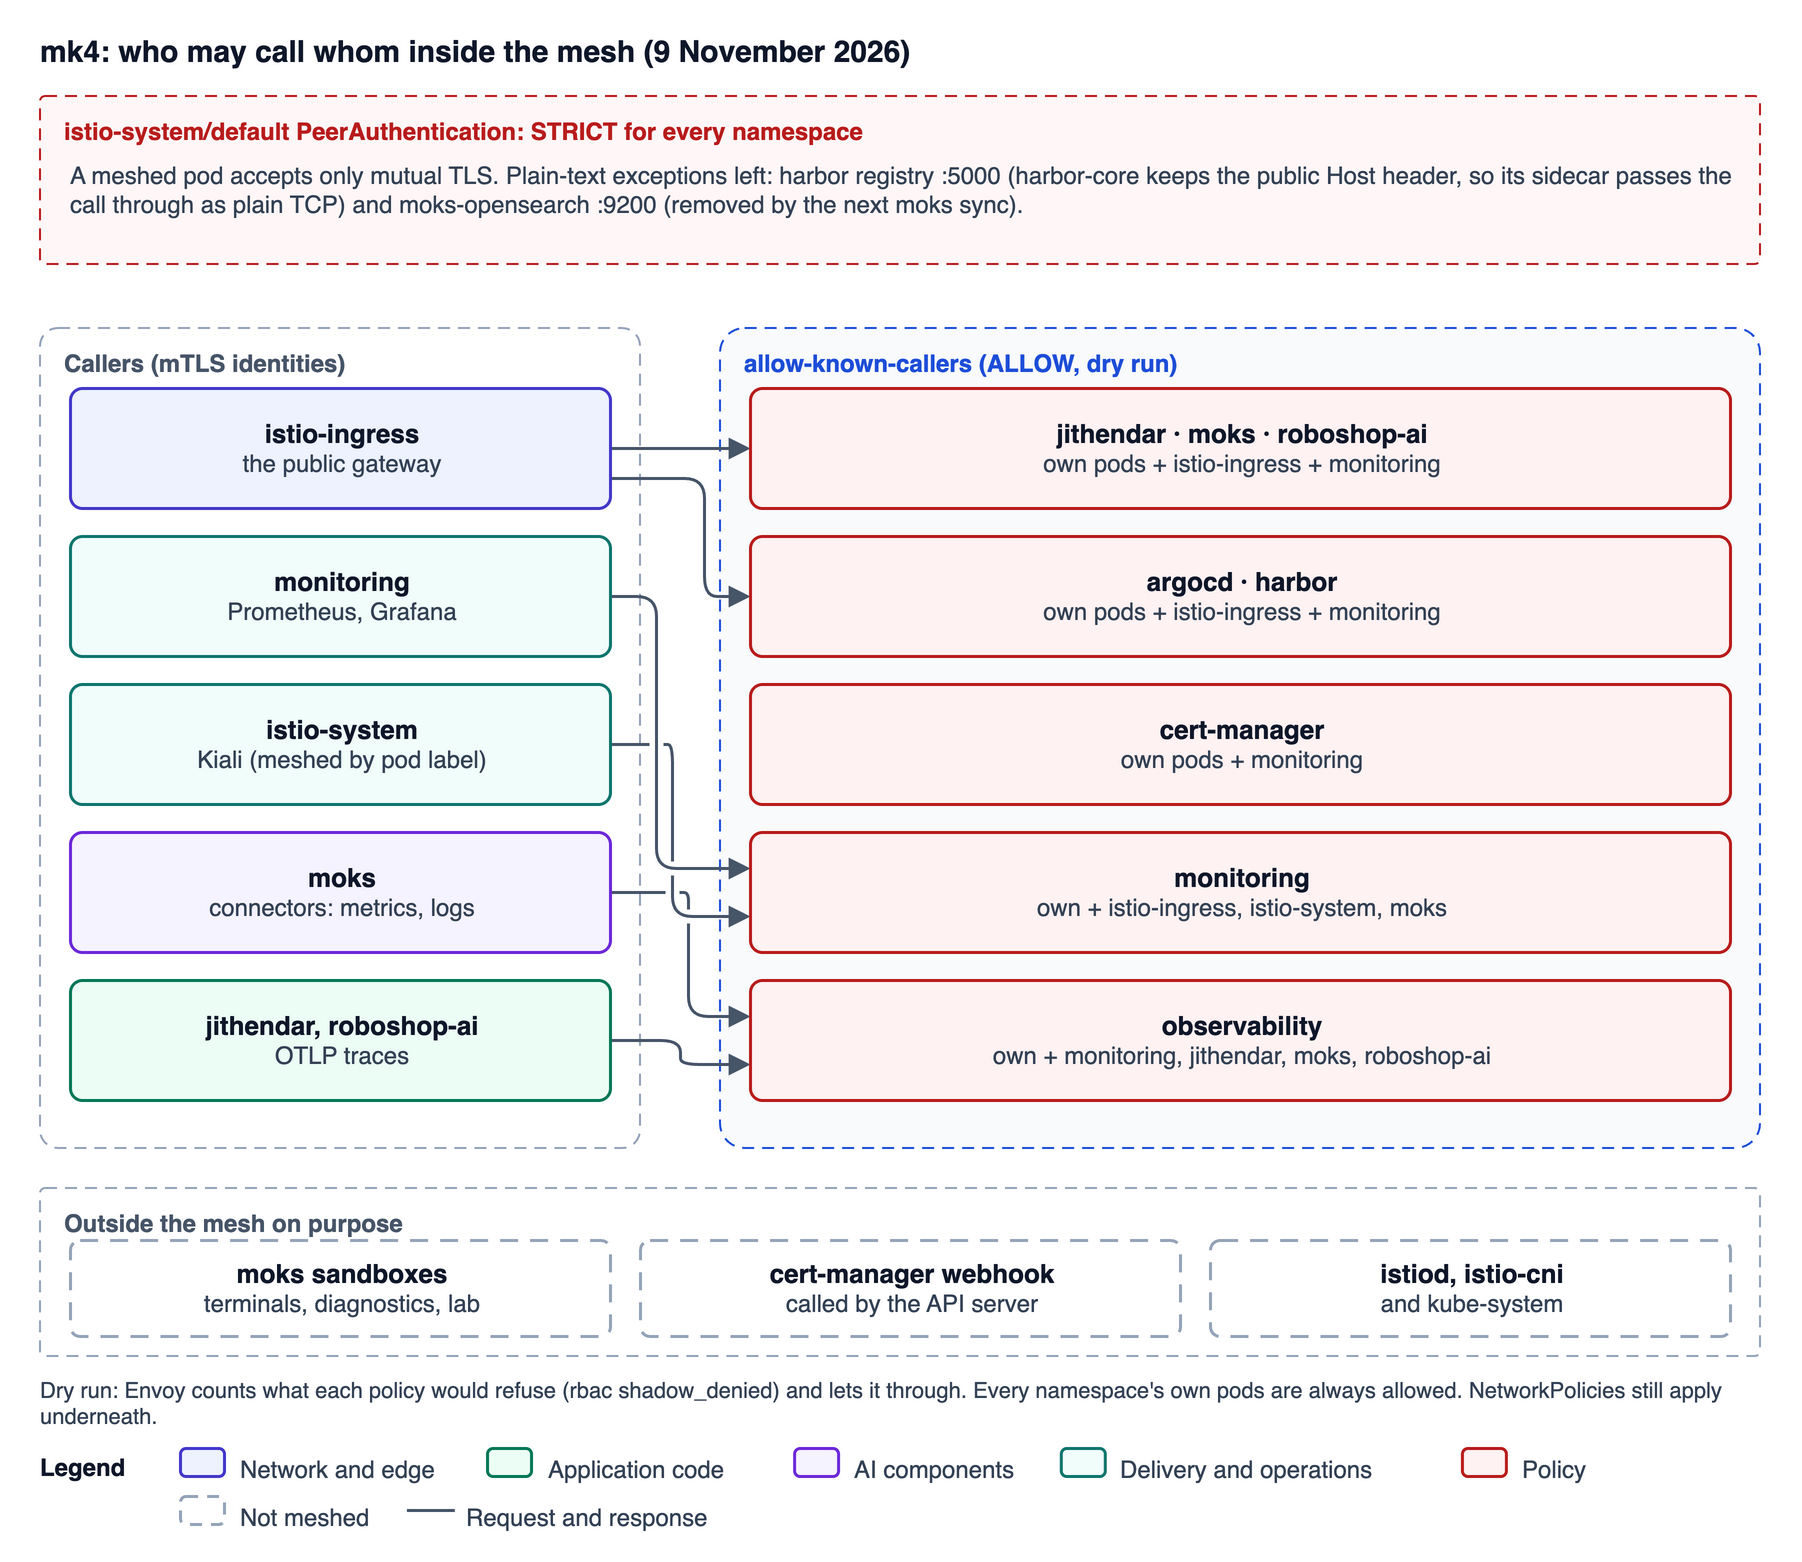 mk4: who may call whom inside the mesh (9 November 2026)
istio-system/default PeerAuthentication: STRICT for every namespace
A meshed pod accepts only mutual TLS. Plain-text exceptions left: harbor registry :5000 (harbor-core keeps the public Host header, so its sidecar passes the
call through as plain TCP) and moks-opensearch :9200 (removed by the next moks sync).
Callers (mTLS identities)
istio-ingress
the public gateway
monitoring
Prometheus, Grafana
istio-system
Kiali (meshed by pod label)
moks
connectors: metrics, logs
jithendar, roboshop-ai
OTLP traces
allow-known-callers (ALLOW, dry run)
jithendar · moks · roboshop-ai
own pods + istio-ingress + monitoring
argocd · harbor
own pods + istio-ingress + monitoring
cert-manager
own pods + monitoring
monitoring
own + istio-ingress, istio-system, moks
observability
own + monitoring, jithendar, moks, roboshop-ai
Outside the mesh on purpose
moks sandboxes
terminals, diagnostics, lab
cert-manager webhook
called by the API server
istiod, istio-cni
and kube-system
Dry run: Envoy counts what each policy would refuse (rbac shadow_denied) and lets it through. Every namespace's own pods are always allowed. NetworkPolicies still apply
underneath.
Legend
Network and edge
Application code
AI components
Delivery and operations
Policy
Not meshed
Request and response